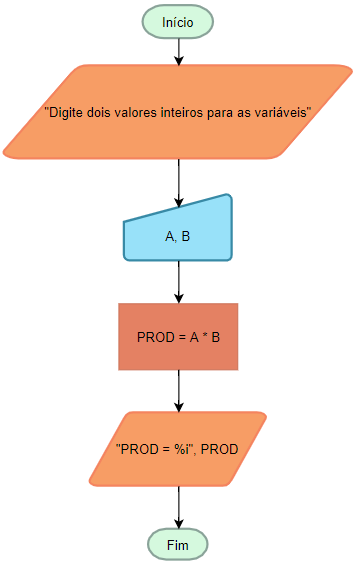 Início
"Digite dois valores inteiros para as variáveis"
A, B
PROD = A * B
"PROD = %i", PROD
Fim